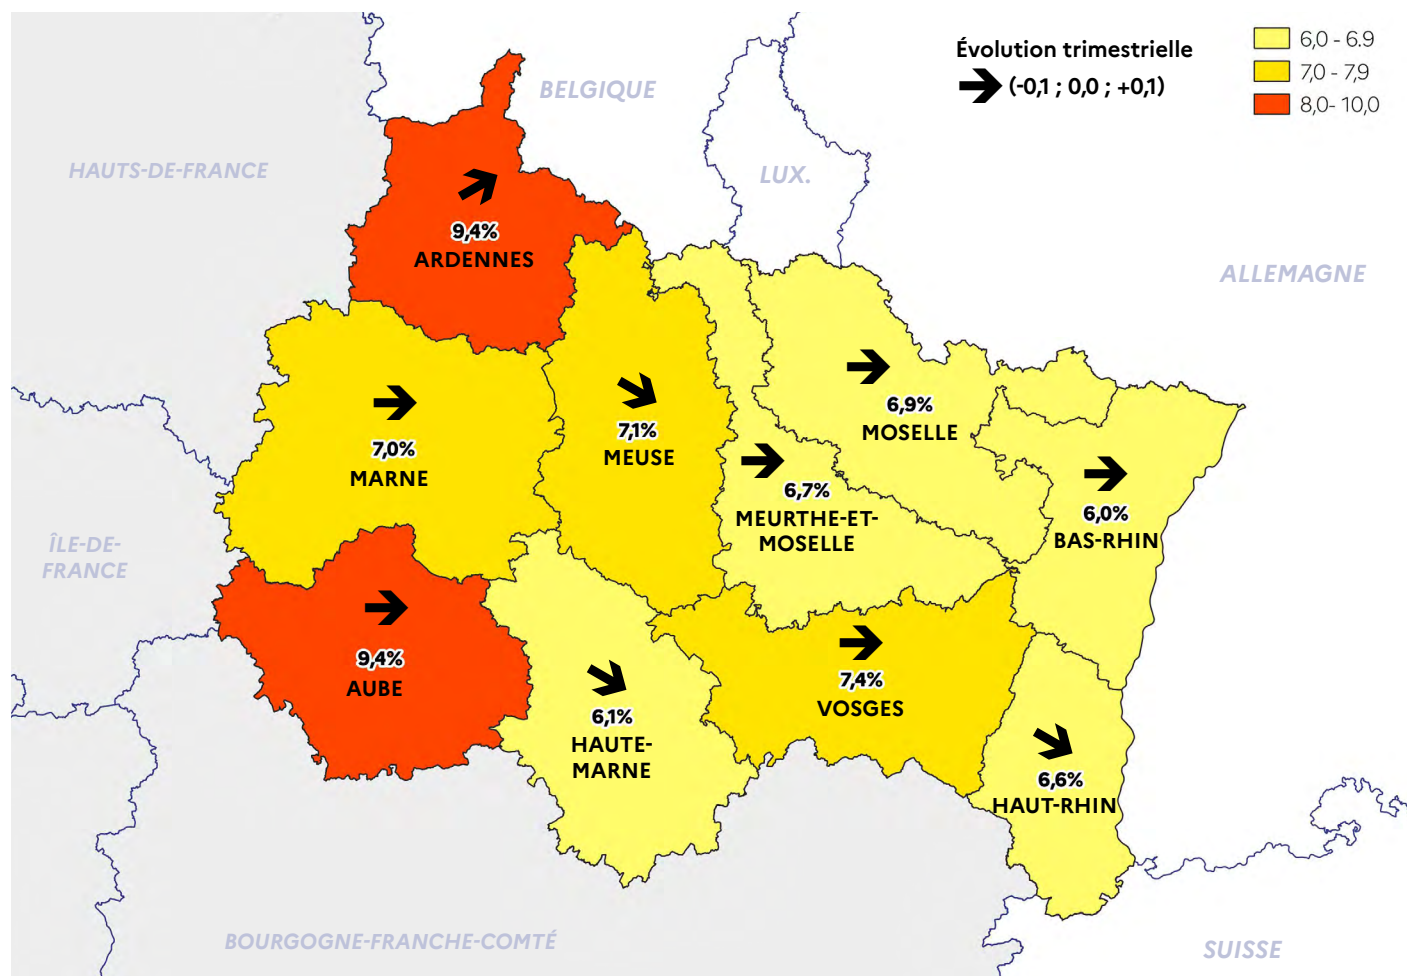 Évolution trimestrielle
(-0,1 ; 0,0 ; +0,1)
6,0 - 6.9
7,0 - 7,9
8,0- 10,0
BELGIQUE
HAUTS-DE-FRANCE
LUX.
ALLEMAGNE
9,4%
ARDENNES
7,0%
MARNE
7,1%
MEUSE
6,9%
MOSELLE
6,7%
MEURTHE-ET-
MOSELLE
6,0%
BAS-RHIN
ÎLE-DE-
FRANCE
9,4%
AUBE
6,1%
HAUTE-
MARNE
7,4%
VOSGES
6,6%
HAUT-RHIN
BOURGOGNE-FRANCHE-COMTÉ
SUISSE